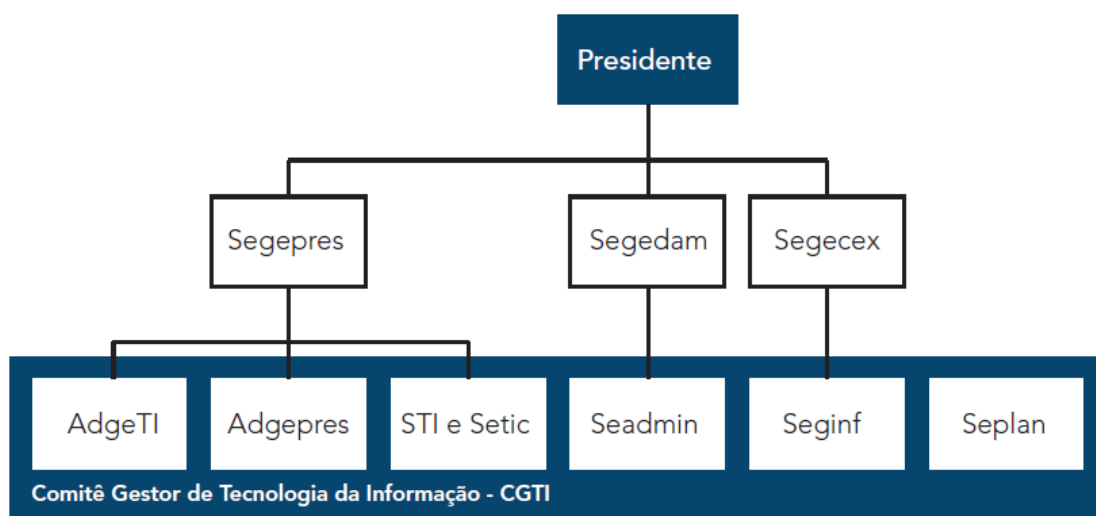 Presidente
Segepres
Segedam
Segecex
AdgeTI
Adgepres
STI e Setic
Seadmin
Seginf
Seplan
Comitê Gestor de Tecnologia da Informação - CGTI